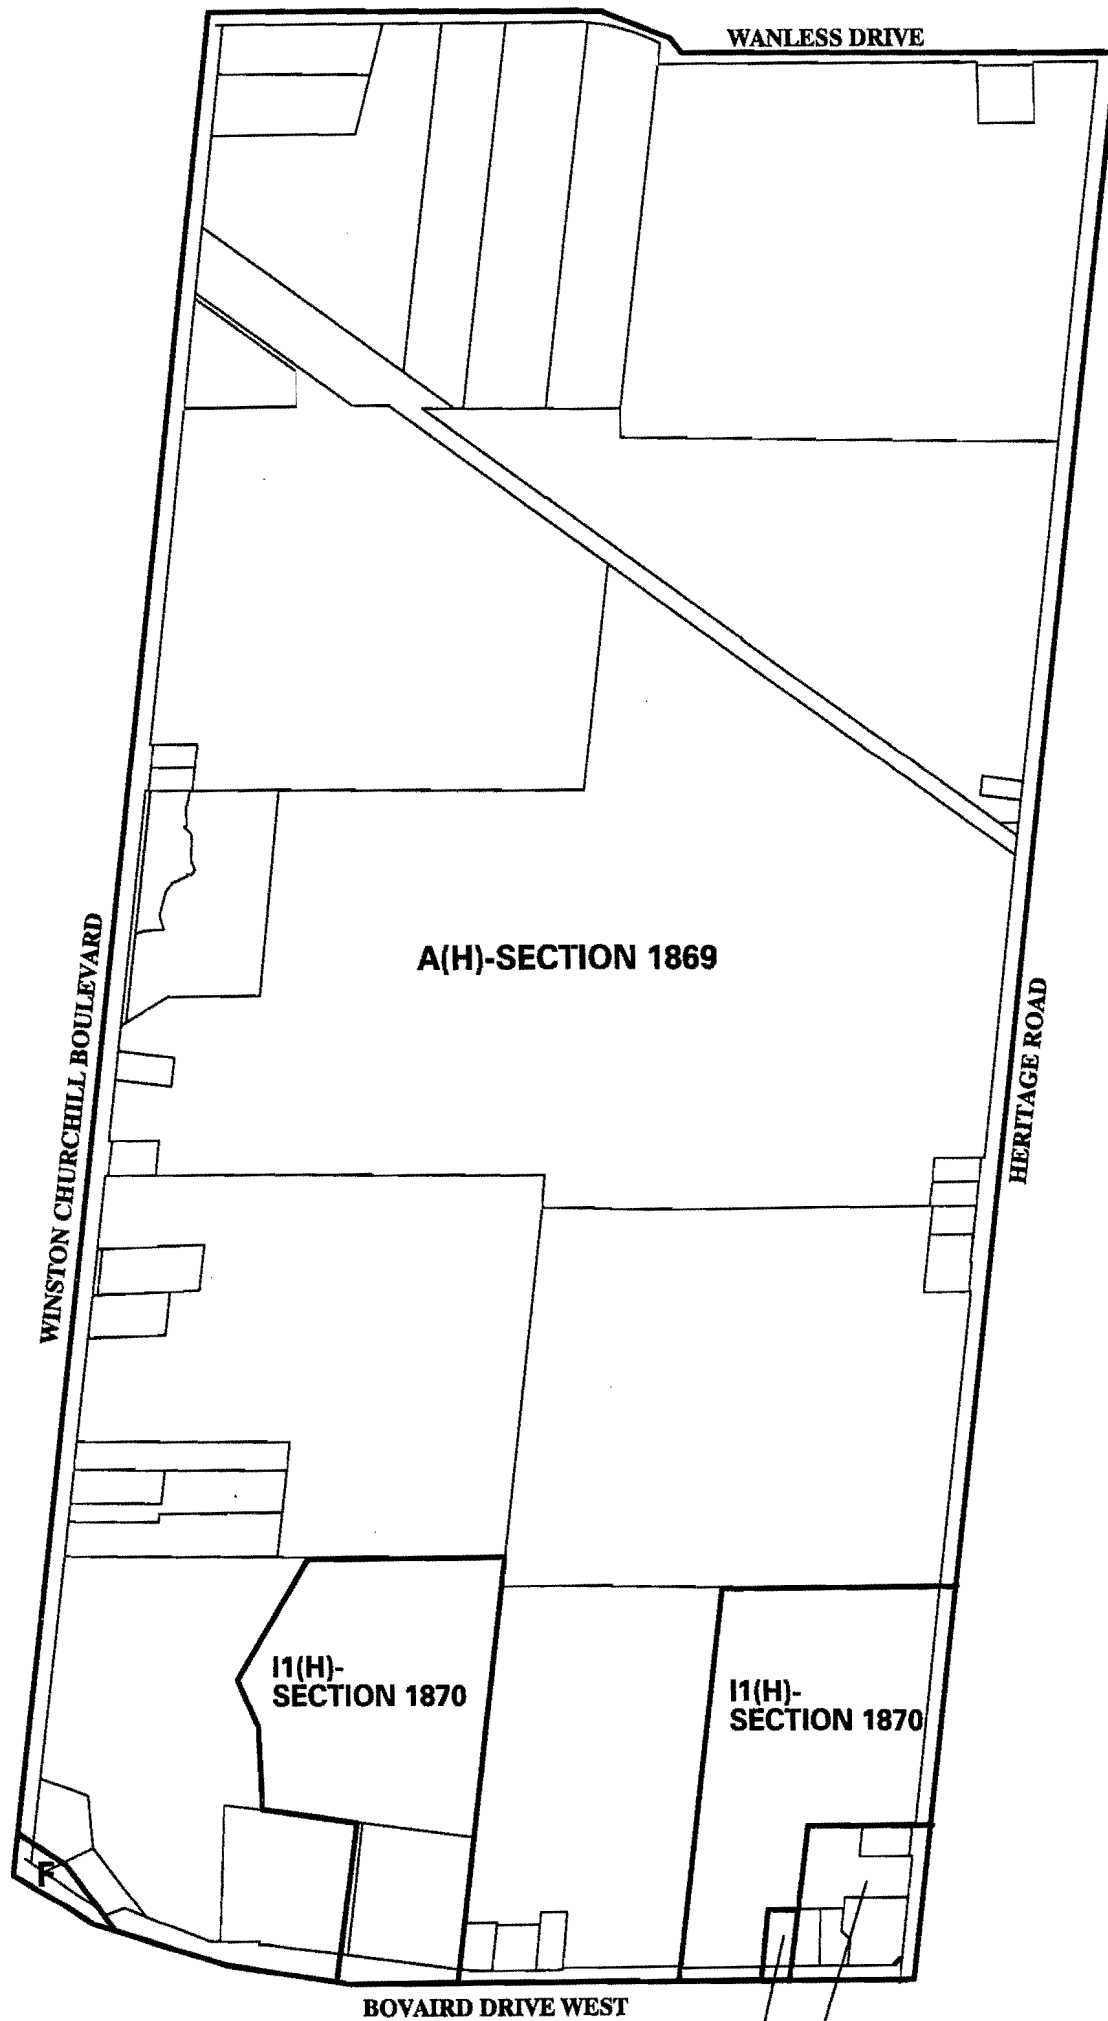 WANLESS DRIVE
A(H)-SECTION 1869
WINSTON CHURCHILL BOULEVARD
HERITAGE ROAD
I1(H)-
SECTION 1870
I1(H)-
SECTION 1870
F
BOVAIRD DRIVE WEST